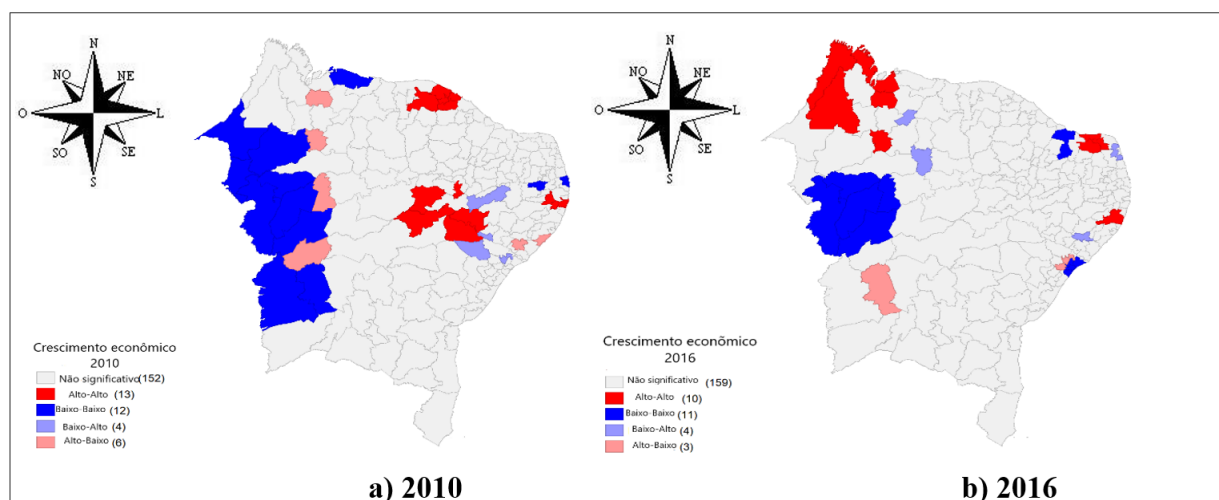 N
NO
NE
O
L
SO
SE
S
Crescimento econômico
2010
Não significativo (152)
Alto-Alto (13)
Baixo-Baixo (12)
Baixo-Alto (4)
Alto-Baixo (6)
a) 2010
N
NO
NE
O
L
SO
SE
S
Crescimento econômico
2016
Não significativo (159)
Alto-Alto (10)
Baixo-Baixo (11)
Baixo-Alto (4)
Alto-Baixo (3)
b) 2016